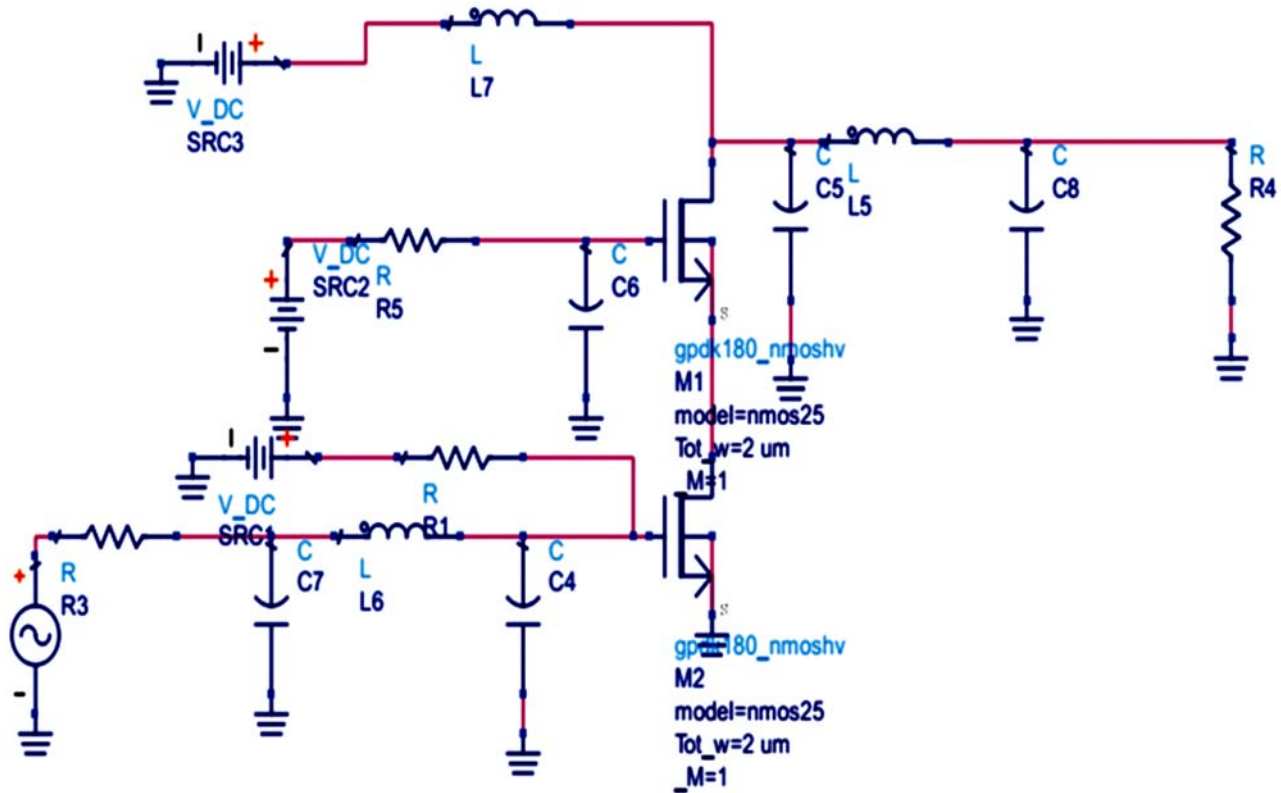 L
L7
V_DC
SRC3
C
C5
L
L5
C
C8
R
R4
V_DC
SRC2
R
R5
C
C6
S
gpdk180_nmoshv
M1
model=nmos25
Tot_w=2 um
_M=1
V_DC
SRC1
R
R1
R
R3
C
C7
L
L6
C
C4
S
gpdk180_nmoshv
M2
model=nmos25
Tot_w=2 um
_M=1